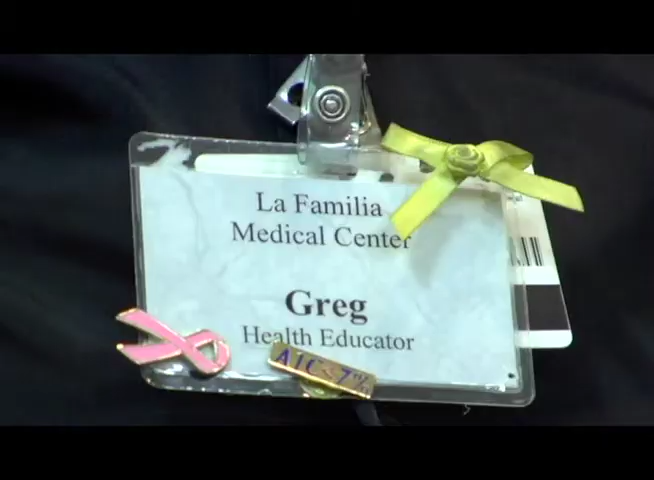 La Familia
Medical Center
Greg
Health Educator
A1C<7%